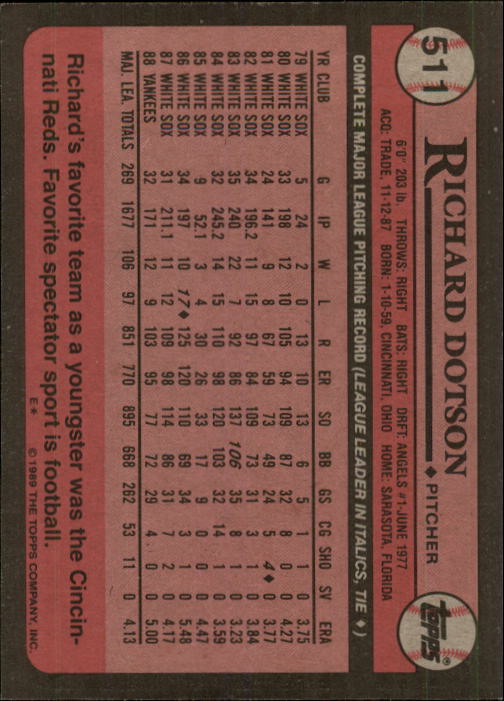 511
RICHARD DOTSON ◆ PITCHER
topps®
6'0" 203 lb. THROWS: RIGHT BATS: RIGHT DRFT: ANGELS #1-JUNE 1977
ACQ: TRADE, 11-12-87 BORN: 1-10-59, CINCINNATI, OHIO HOME: SARASOTA, FLORIDA
COMPLETE MAJOR LEAGUE PITCHING RECORD (LEAGUE LEADER IN ITALICS, TIE ◆)
YR CLUB G IP W L R ER SO BB GS CG SHO SV ERA
79 WHITE SOX 5 24 2 0 13 10 13 6 5 1 1 0 3.75
80 WHITE SOX 33 198 12 10 105 94 109 87 32 8 0 0 4.27
81 WHITE SOX 24 141 9 8 67 59 73 49 24 5 4◆ 0 3.77
82 WHITE SOX 34 196.2 11 15 97 84 109 73 31 3 1 0 3.84
83 WHITE SOX 35 240 22 7 92 86 137 106 35 8 1 0 3.23
84 WHITE SOX 32 245.2 14 15 110 98 120 103 32 14 1 0 3.59
85 WHITE SOX 9 52.1 3 4 30 26 33 17 9 0 0 0 4.47
86 WHITE SOX 34 197 10 17◆ 125 120 110 69 34 3 1 0 5.48
87 WHITE SOX 31 211.1 11 12 109 98 114 86 31 7 2 0 4.17
88 YANKEES 32 171 12 9 103 95 77 72 29 4 0 0 5.00
MAJ. LEA. TOTALS 269 1677 106 97 851 770 895 668 262 53 11 0 4.13
Richard's favorite team as a youngster was the Cincin-
nati Reds. Favorite spectator sport is football.
E* © 1989 THE TOPPS COMPANY, INC.